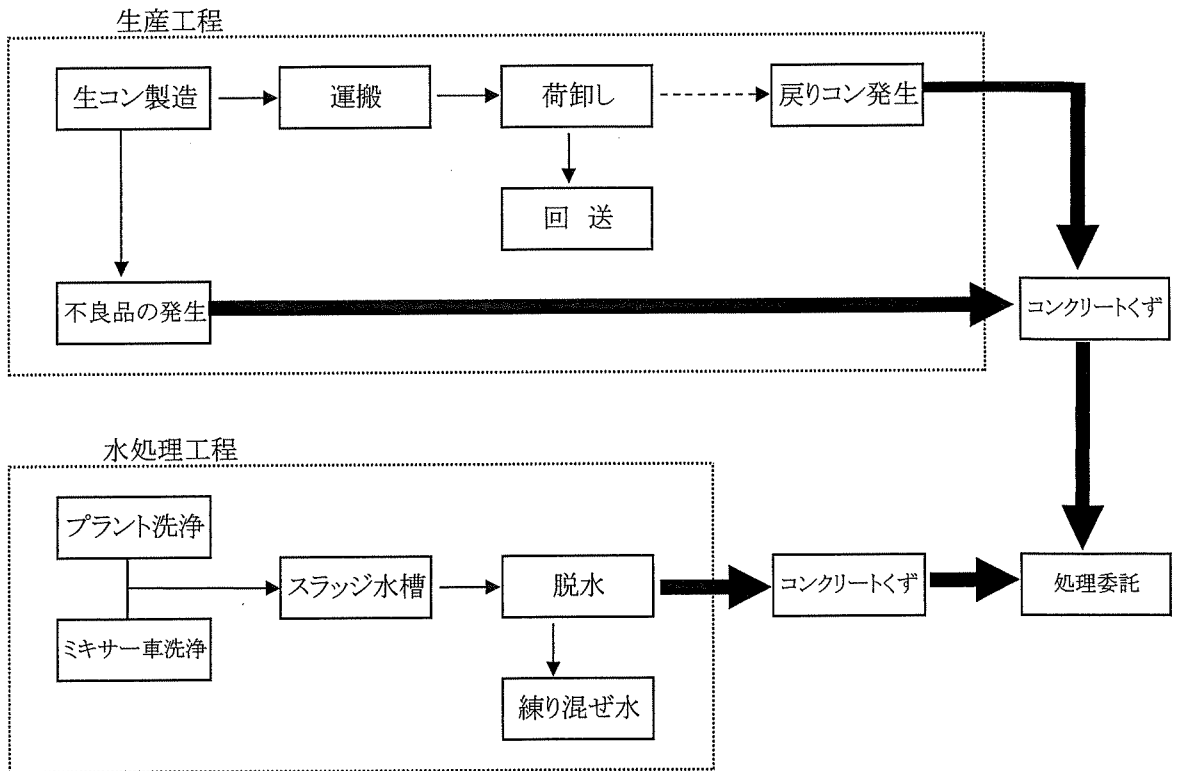 生産工程
生コン製造
運搬
荷卸し
戻りコン発生
回 送
不良品の発生
コンクリートくず
水処理工程
プラント洗浄
スラッジ水槽
脱水
コンクリートくず
処理委託
ミキサー車洗浄
練り混ぜ水